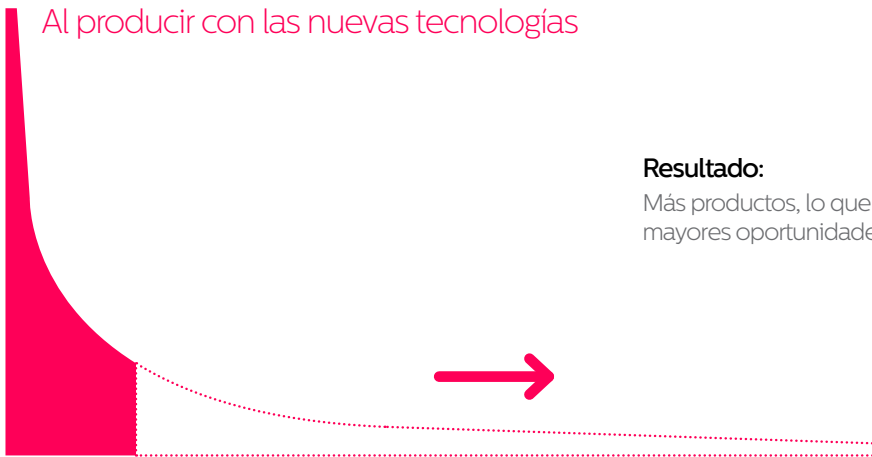 Al producir con las nuevas tecnologías
Resultado:
Más productos, lo que
mayores